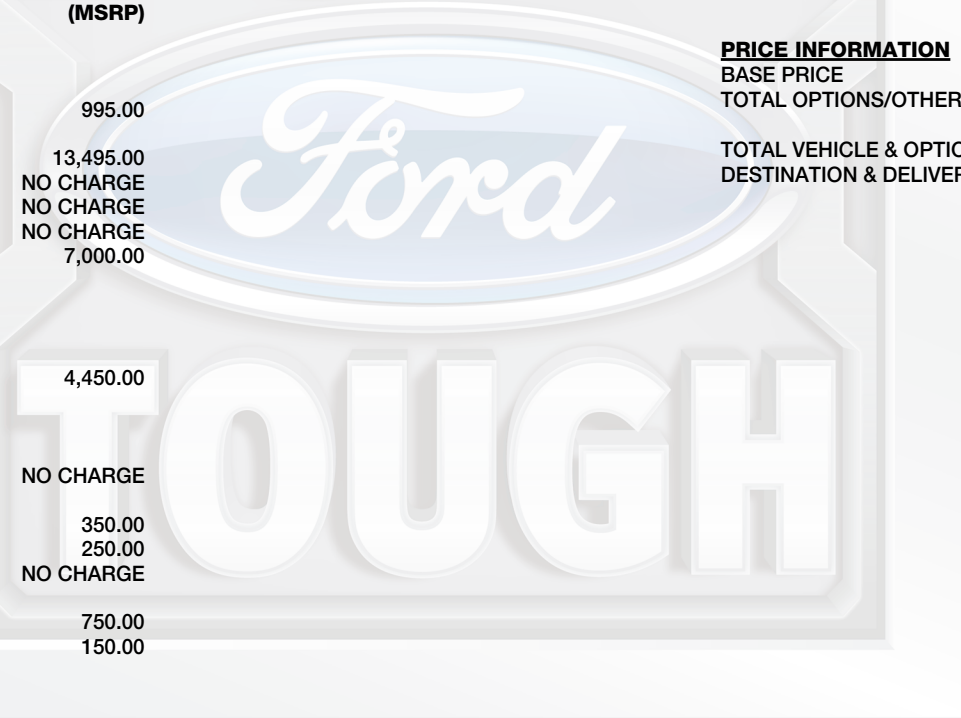 (MSRP)
995.00
13,495.00
NO CHARGE
NO CHARGE
NO CHARGE
7,000.00
4,450.00
NO CHARGE
350.00
250.00
NO CHARGE
750.00
150.00
PRICE INFORMATION
BASE PRICE
TOTAL OPTIONS/OTHER
TOTAL VEHICLE & OPTIO
DESTINATION & DELIVER
Ford
TOUGH